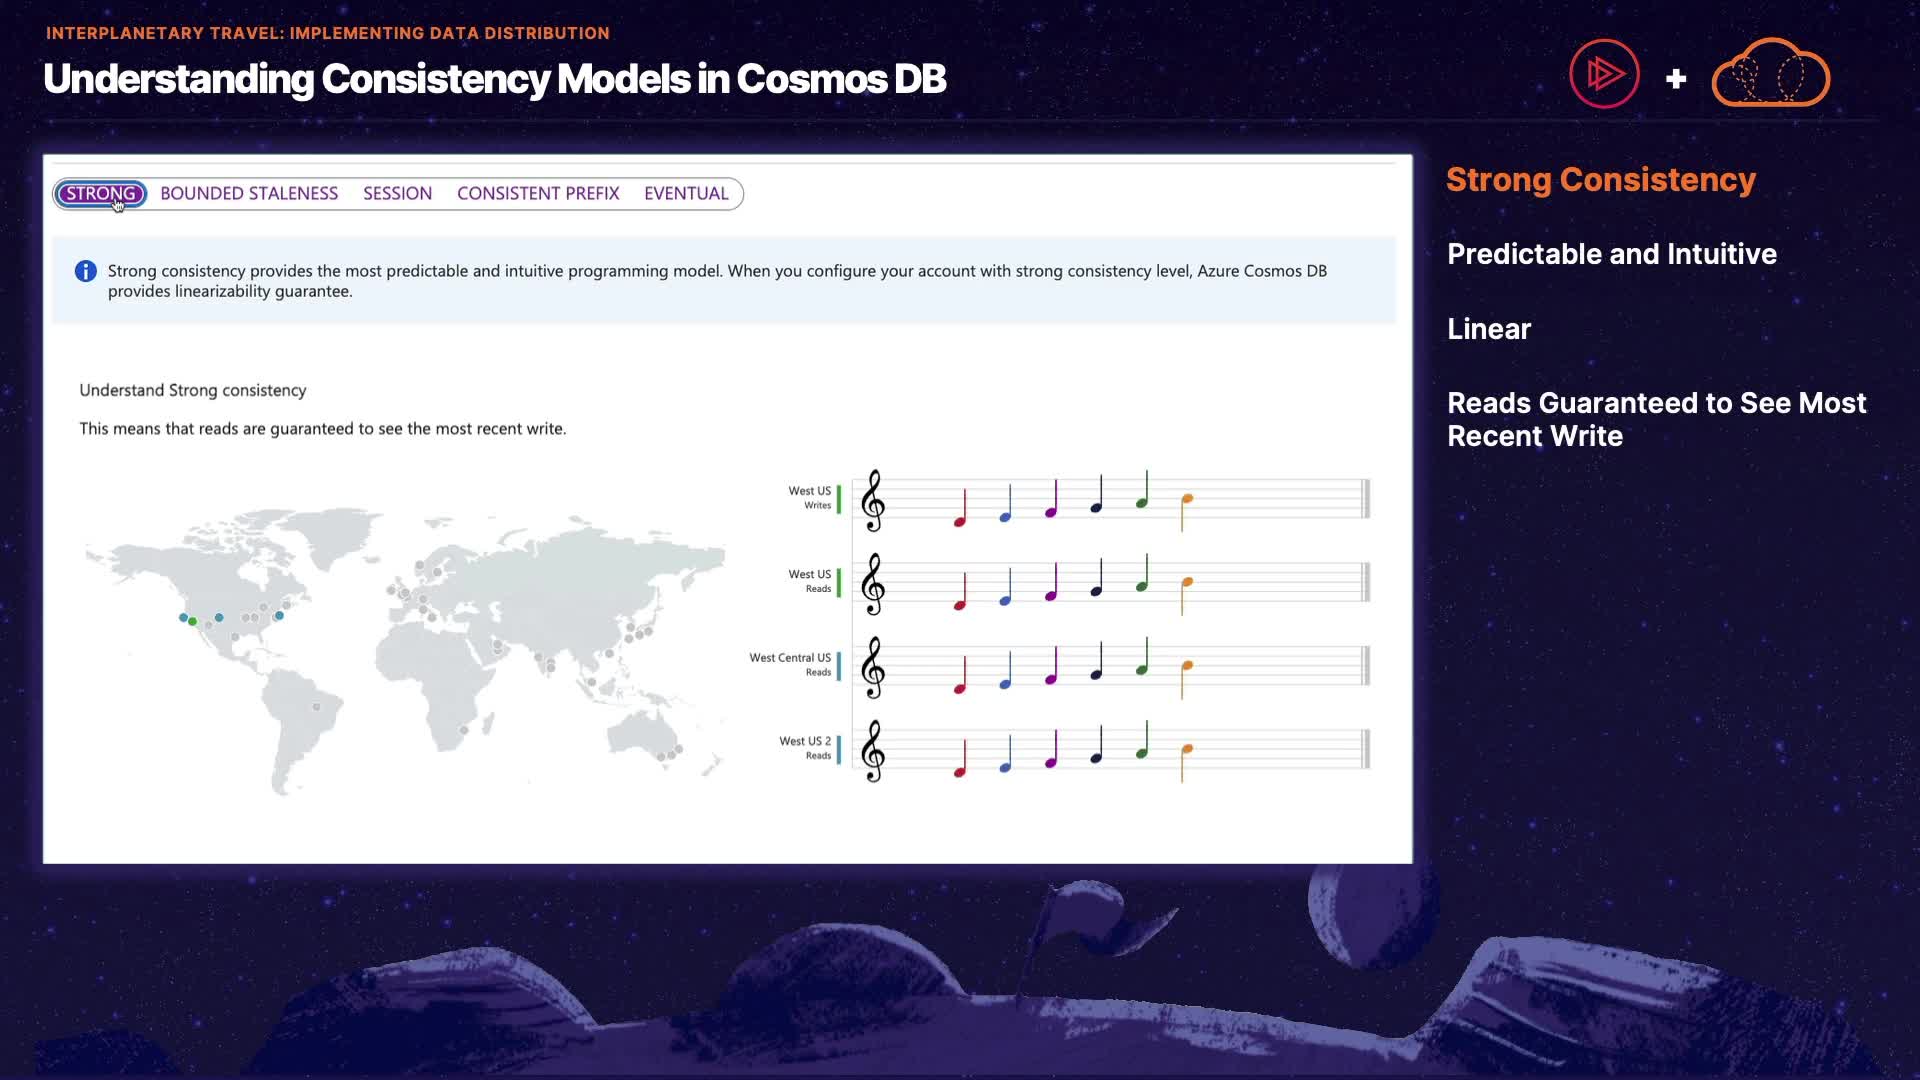 INTERPLANETARY TRAVEL: IMPLEMENTING DATA DISTRIBUTION
Understanding Consistency Models in Cosmos DB
+
STRONG BOUNDED STALENESS SESSION CONSISTENT PREFIX EVENTUAL
Strong consistency provides the most predictable and intuitive programming model. When you configure your account with strong consistency level, Azure Cosmos DB
provides linearizability guarantee.
Understand Strong consistency
This means that reads are guaranteed to see the most recent write.
West US
Writes
West US
Reads
West Central US
Reads
West US 2
Reads
Strong Consistency
Predictable and Intuitive
Linear
Reads Guaranteed to See Most
Recent Write